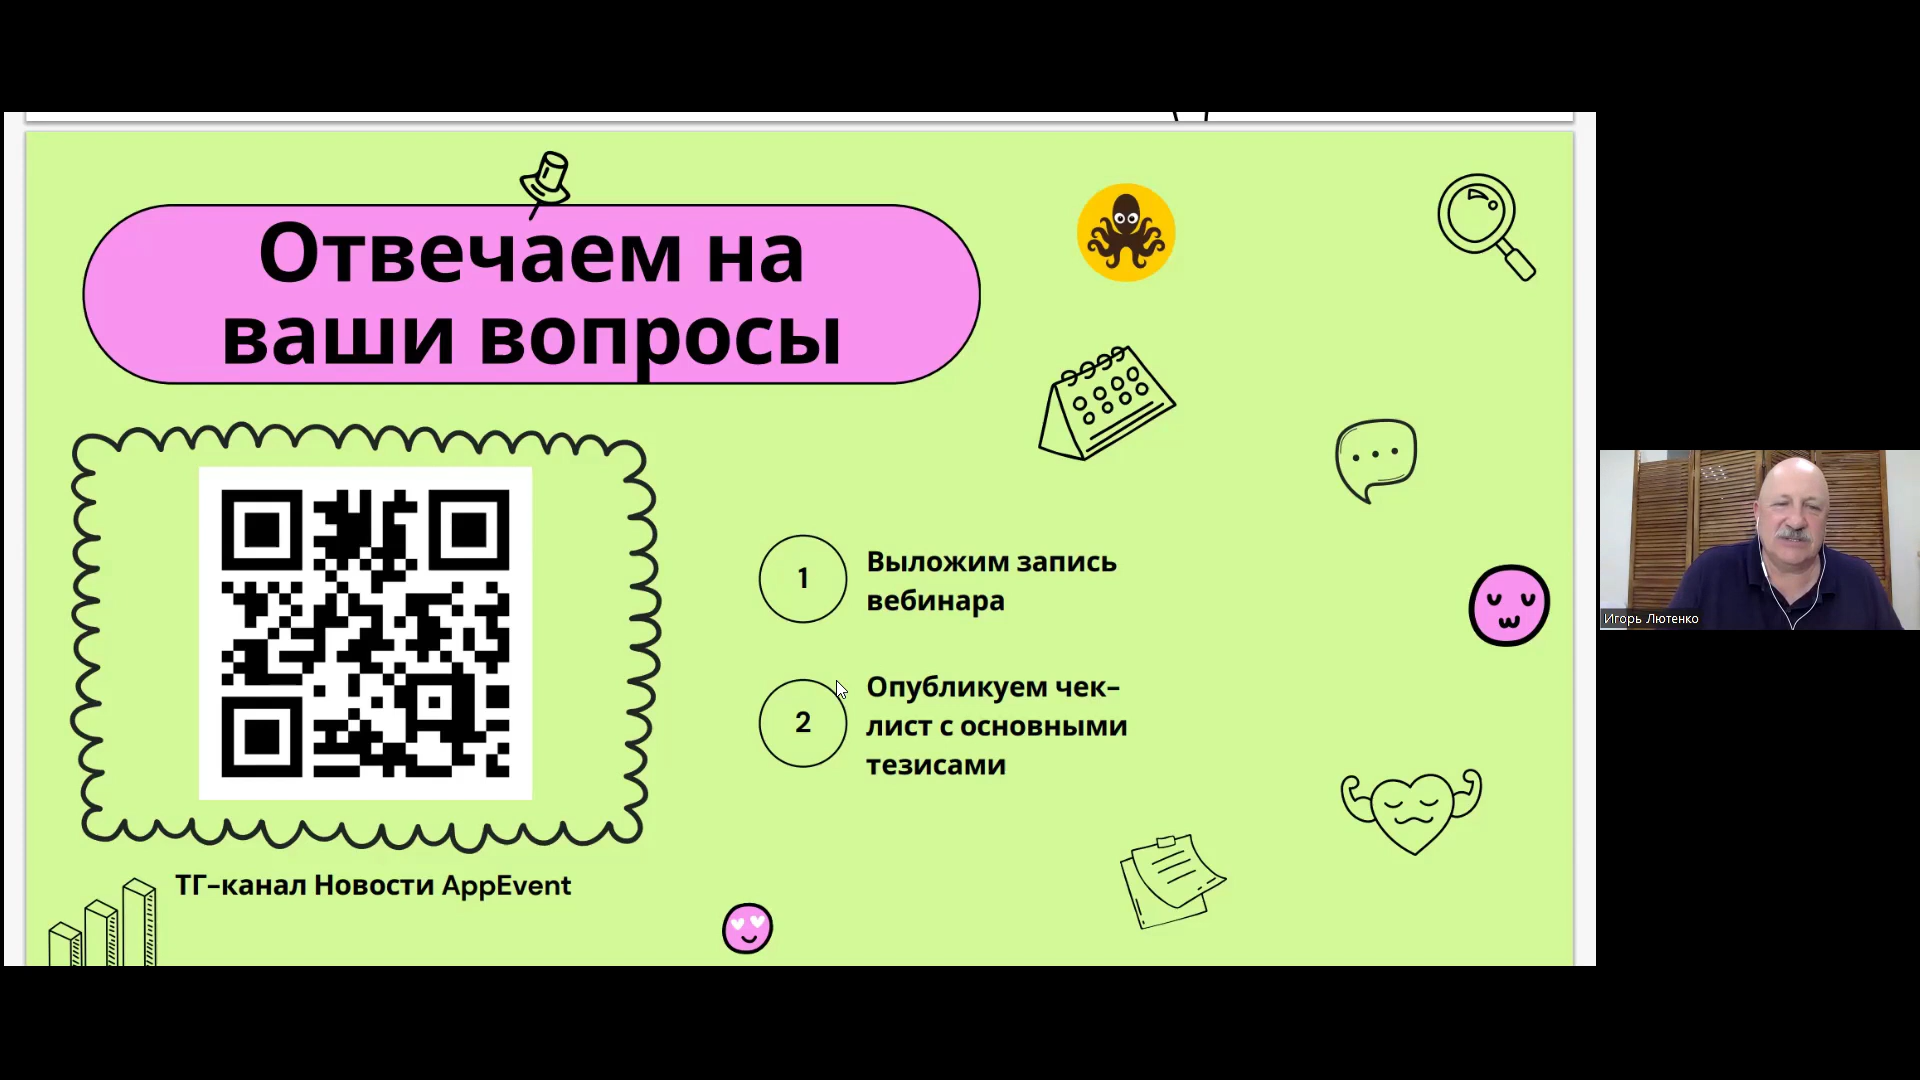 Отвечаем на
ваши вопросы
1
Выложим запись
вебинара
2
Опубликуем чек-
лист с основными
тезисами
ТГ-канал Новости AppEvent
Игорь Лютенко